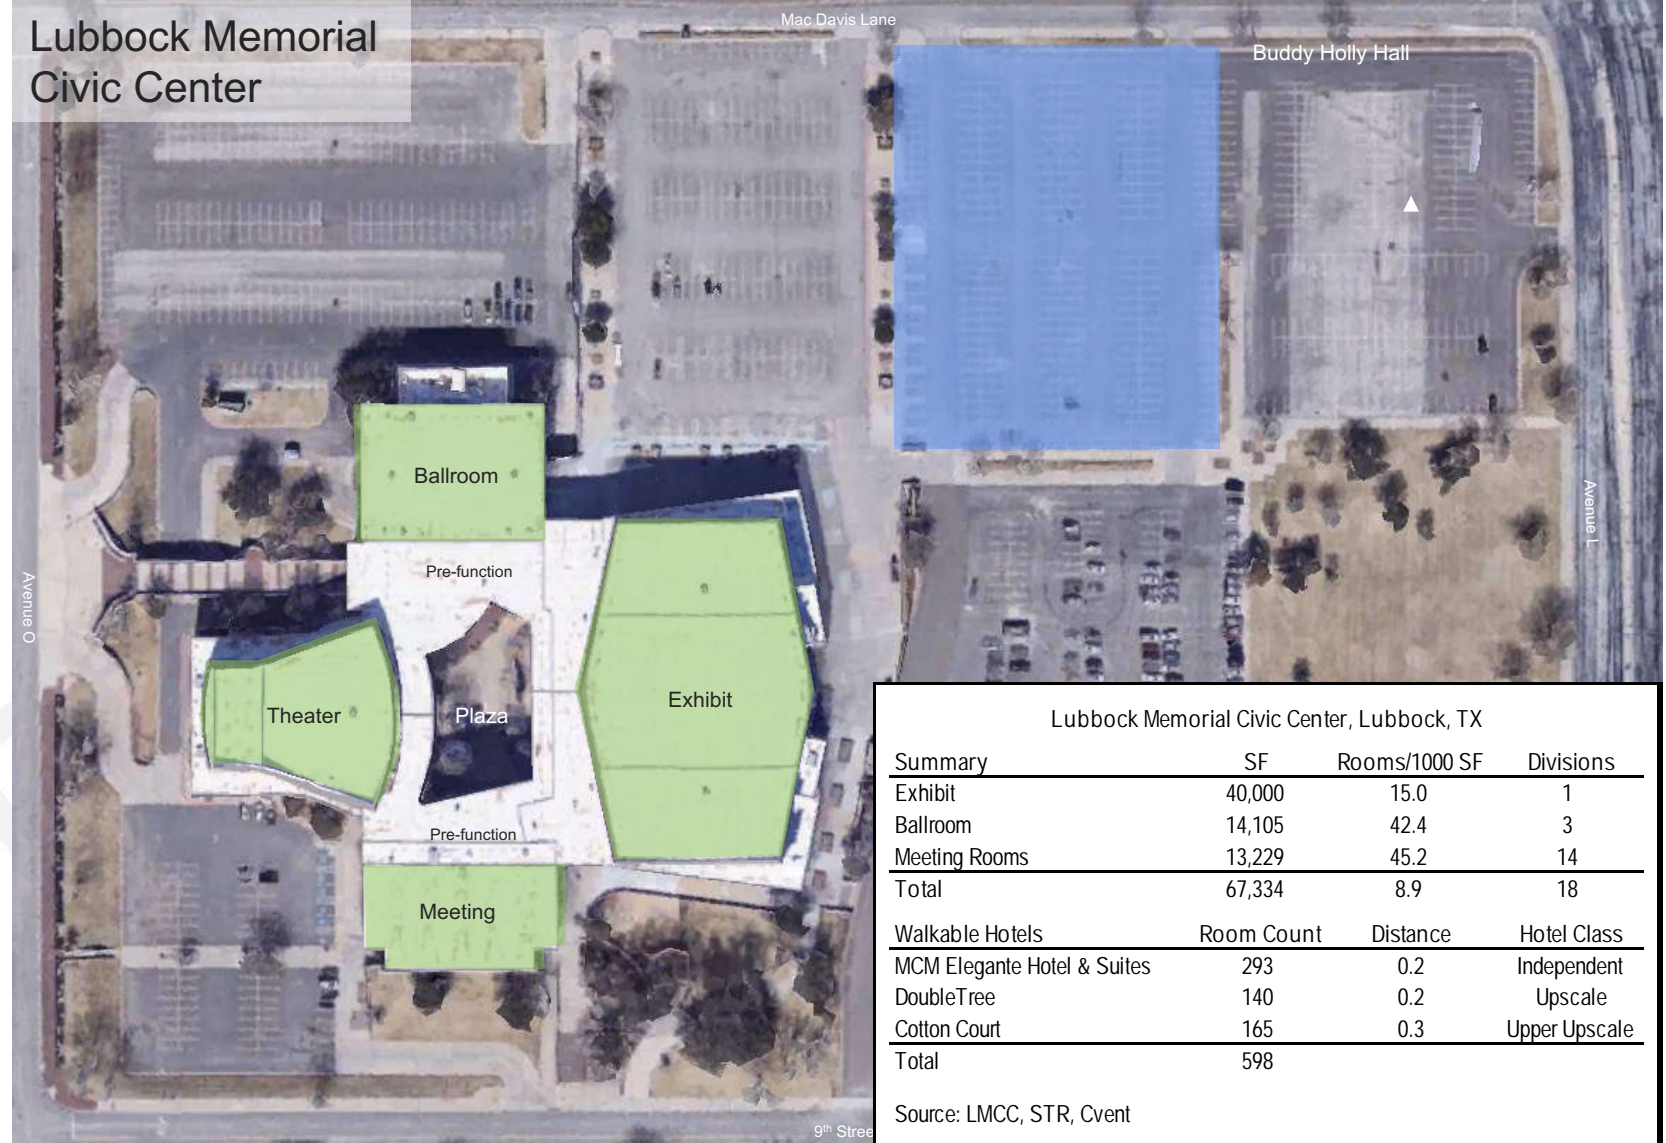 Lubbock Memorial
Civic Center
Mac Davis Lane
Buddy Holly Hall
Avenue L
Avenue O
Ballroom
Pre-function
Theater
Plaza
Exhibit
Pre-function
Meeting
9th Stree
Lubbock Memorial Civic Center, Lubbock, TX
Summary SF Rooms/1000 SF Divisions
Exhibit 40,000 15.0 1
Ballroom 14,105 42.4 3
Meeting Rooms 13,229 45.2 14
Total 67,334 8.9 18
Walkable Hotels Room Count Distance Hotel Class
MCM Elegante Hotel & Suites 293 0.2 Independent
DoubleTree 140 0.2 Upscale
Cotton Court 165 0.3 Upper Upscale
Total 598
Source: LMCC, STR, Cvent